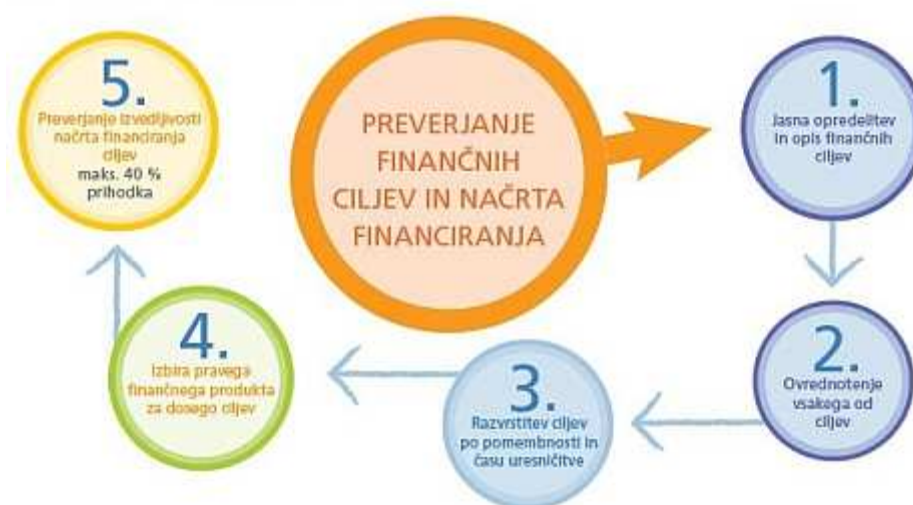 PREVERJANJE
FINANČNIH
CILJEV IN NAČRTA
FINANCIRANJA
1.
Jasna opredelitev
in opis finančnih
ciljev
2.
Ovrednotenje
vsakega od
ciljev
3.
Razvrstitev ciljev
po pomembnosti in
času uresničitve
4.
Izbira pravega
finančnega produkta
za dosego ciljev
5.
Preverjanje izvedljivosti
načrta financiranja
ciljev
maks. 40 %
prihodka